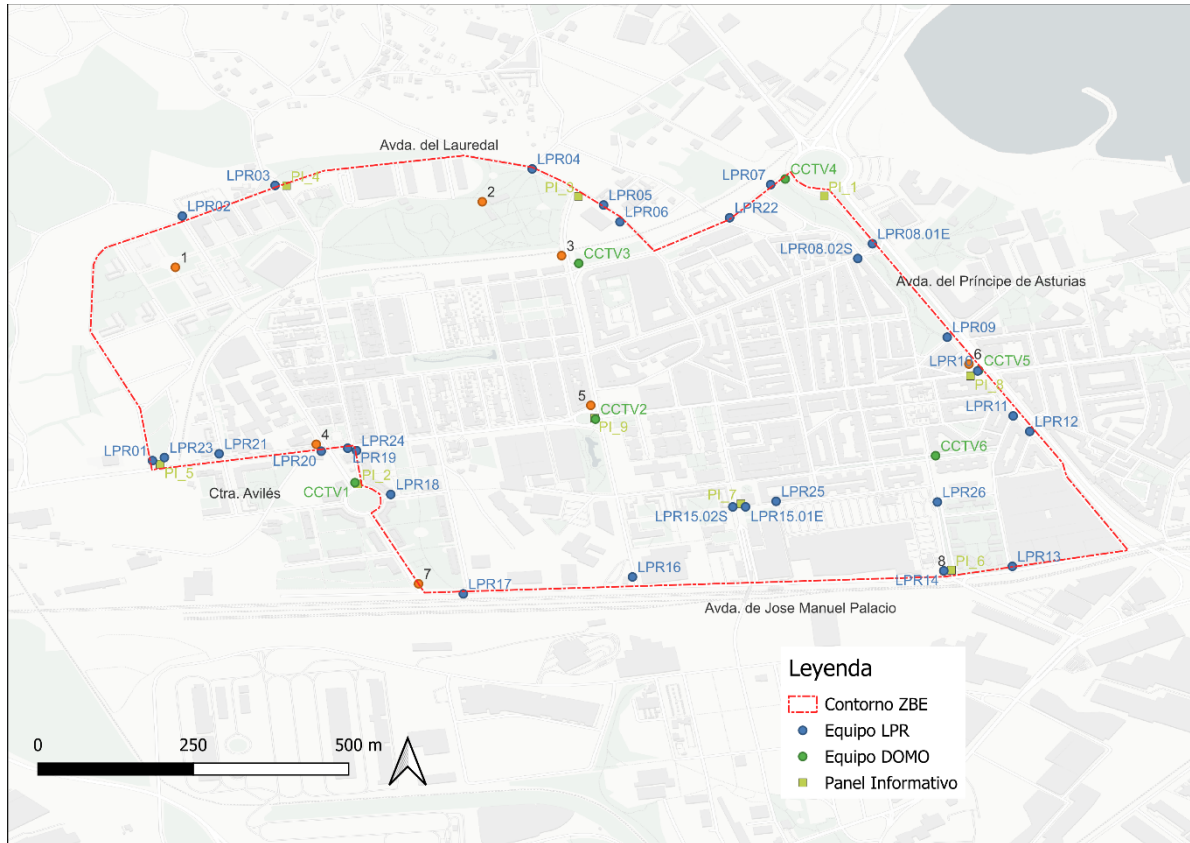 Avda. del Lauredal
LPR04
LPR03
PI_4
LPR07
CCTV4
PI_3
PI_1
2
LPR05
LPR02
LPR06
LPR22
LPR08.01E
3
CCTV3
LPR08.02S
1
Avda. del Príncipe de Asturias
LPR09
6
LPR10
CCTV5
PI_8
5
CCTV2
LPR11
LPR12
PI_9
4
LPR24
LPR23
LPR21
LPR01
LPR20
LPR19
CCTV6
PI_5
PI_2
Ctra. Avilés
CCTV1
LPR18
PI_7
LPR25
LPR26
LPR15.02S
LPR15.01E
8
PI_6
LPR13
LPR16
LPR14
7
LPR17
Avda. de Jose Manuel Palacio
Leyenda
Contorno ZBE
Equipo LPR
Equipo DOMO
Panel Informativo
0
250
500 m